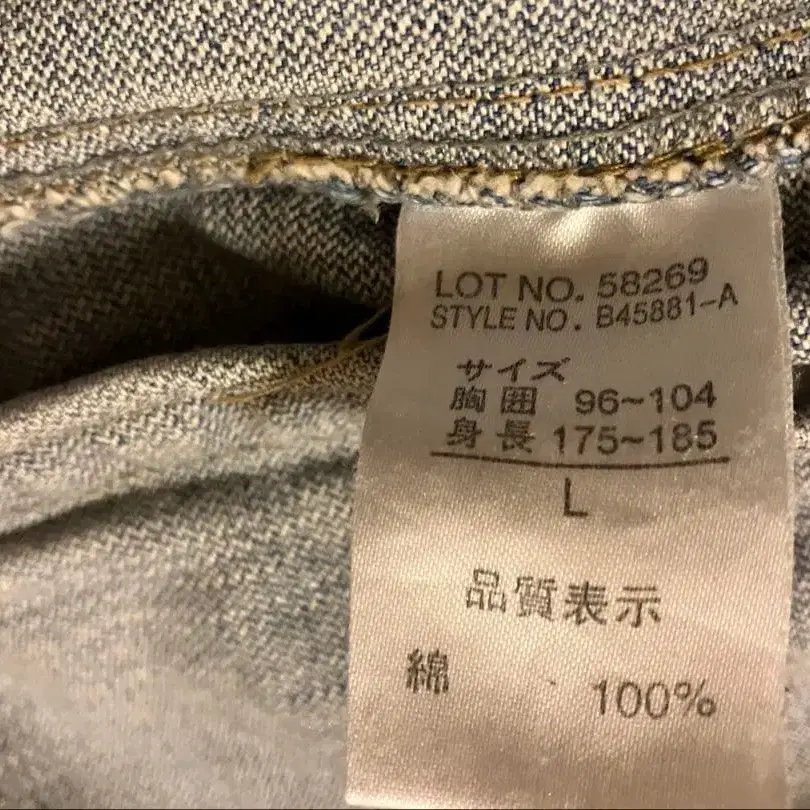 LOT NO. 58269
STYLE NO. B45881-A
サイズ
胸囲 96~104
身長 175~185
L
品質表示
綿 100%